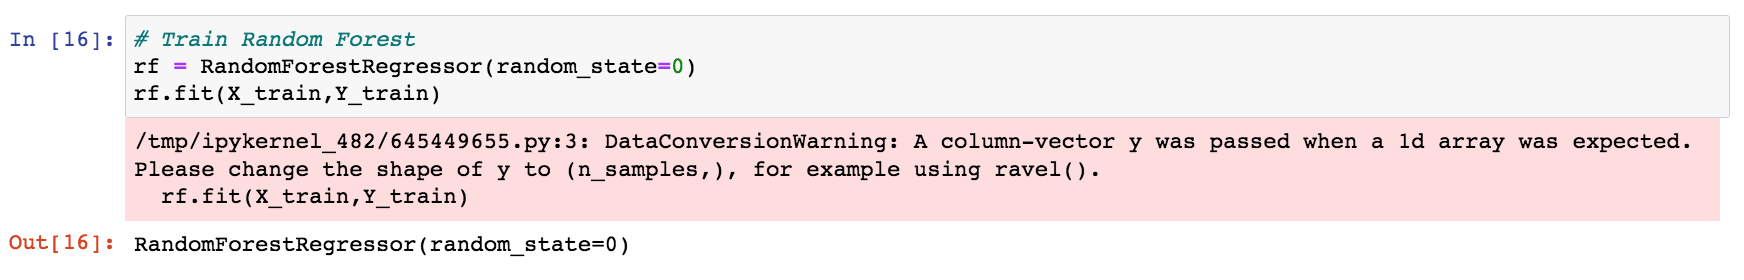 In [16]: # Train Random Forest
rf = RandomForestRegressor(random_state=0)
rf.fit(X_train,Y_train)
/tmp/ipykernel_482/645449655.py:3: DataConversionWarning: A column-vector y was passed when a 1d array was expected.
Please change the shape of y to (n_samples,), for example using ravel().
  rf.fit(X_train,Y_train)
Out[16]: RandomForestRegressor(random_state=0)